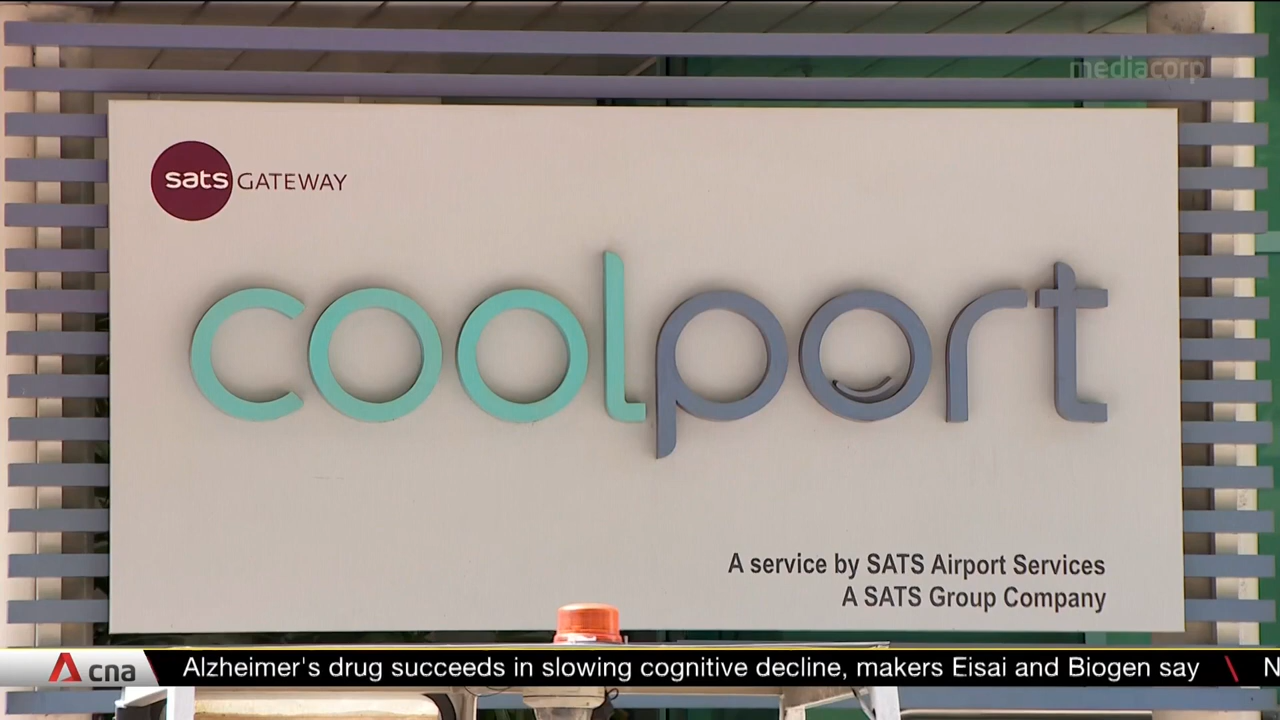 mediacorp
sats GATEWAY
coolport
A service by SATS Airport Services
A SATS Group Company
cna Alzheimer's drug succeeds in slowing cognitive decline, makers Eisai and Biogen say \ N